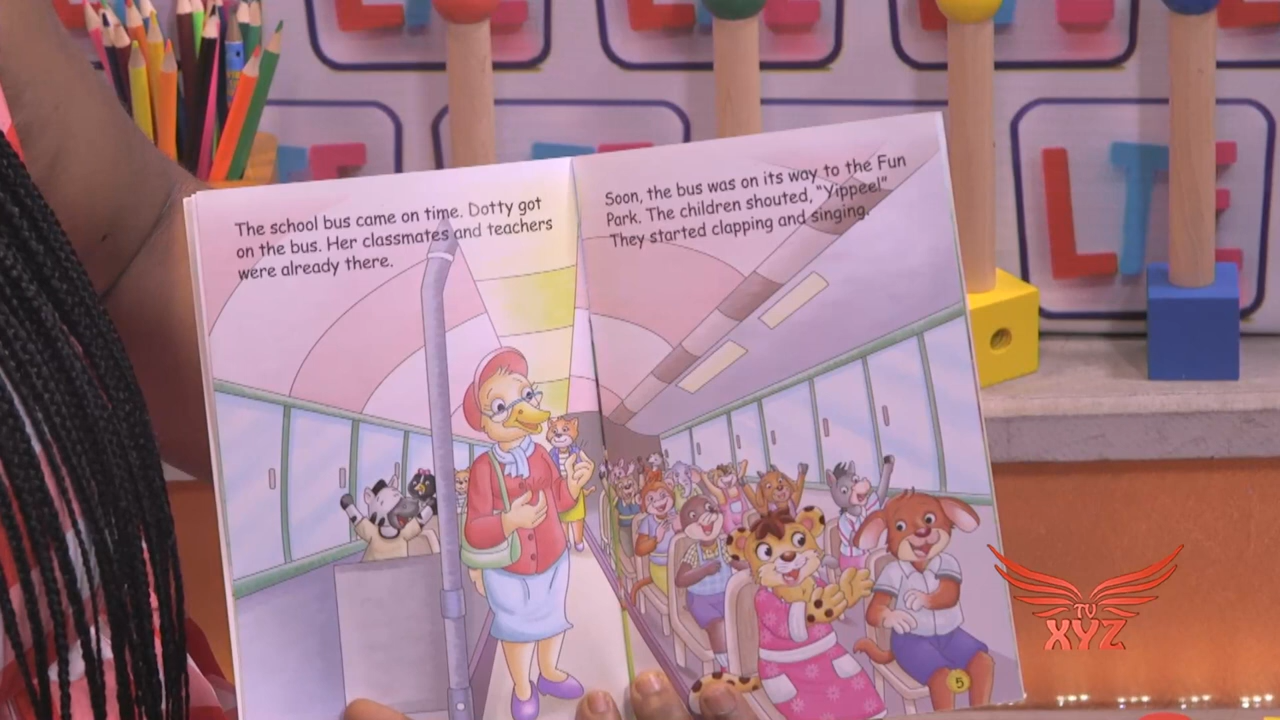 The school bus came on time. Dotty got
on the bus. Her classmates and teachers
were already there.
Soon, the bus was on its way to the Fun
Park. The children shouted, “Yippee!”
They started clapping and singing.
5
LTE
TV
XYZ